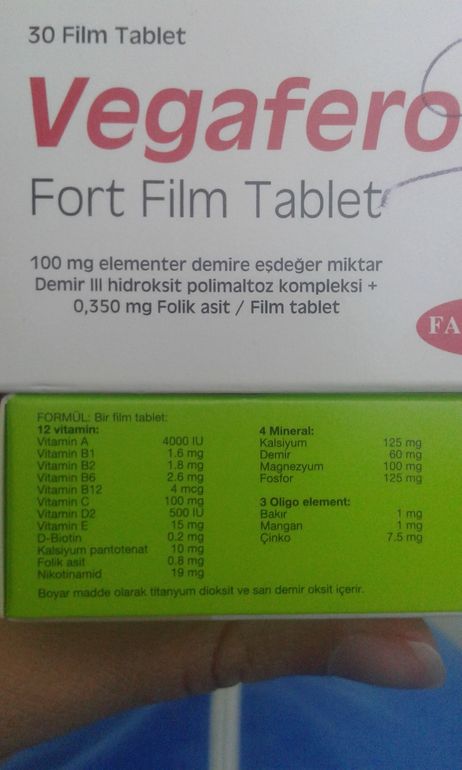 30 Film Tablet
Vegafero
Fort Film Tablet
100 mg elementer demire eşdeğer miktar
Demir III hidroksit polimaltoz kompleksi +
0,350 mg Folik asit / Film tablet
FA
FORMÜL: Bir film tablet:
12 vitamin:
Vitamin A 4000 IU
Vitamin B1 1.6 mg
Vitamin B2 1.8 mg
Vitamin B6 2.6 mg
Vitamin B12 4 mcg
Vitamin C 100 mg
Vitamin D2 500 IU
Vitamin E 15 mg
D-Biotin 0.2 mg
Kalsiyum pantotenat 10 mg
Folik asit 0.8 mg
Nikotinamid 19 mg
4 Mineral:
Kalsiyum 125 mg
Demir 60 mg
Magnezyum 100 mg
Fosfor 125 mg
3 Oligo element:
Bakır 1 mg
Mangan 1 mg
Çinko 7.5 mg
Boyar madde olarak titanyum dioksit ve sarı demir oksit içerir.